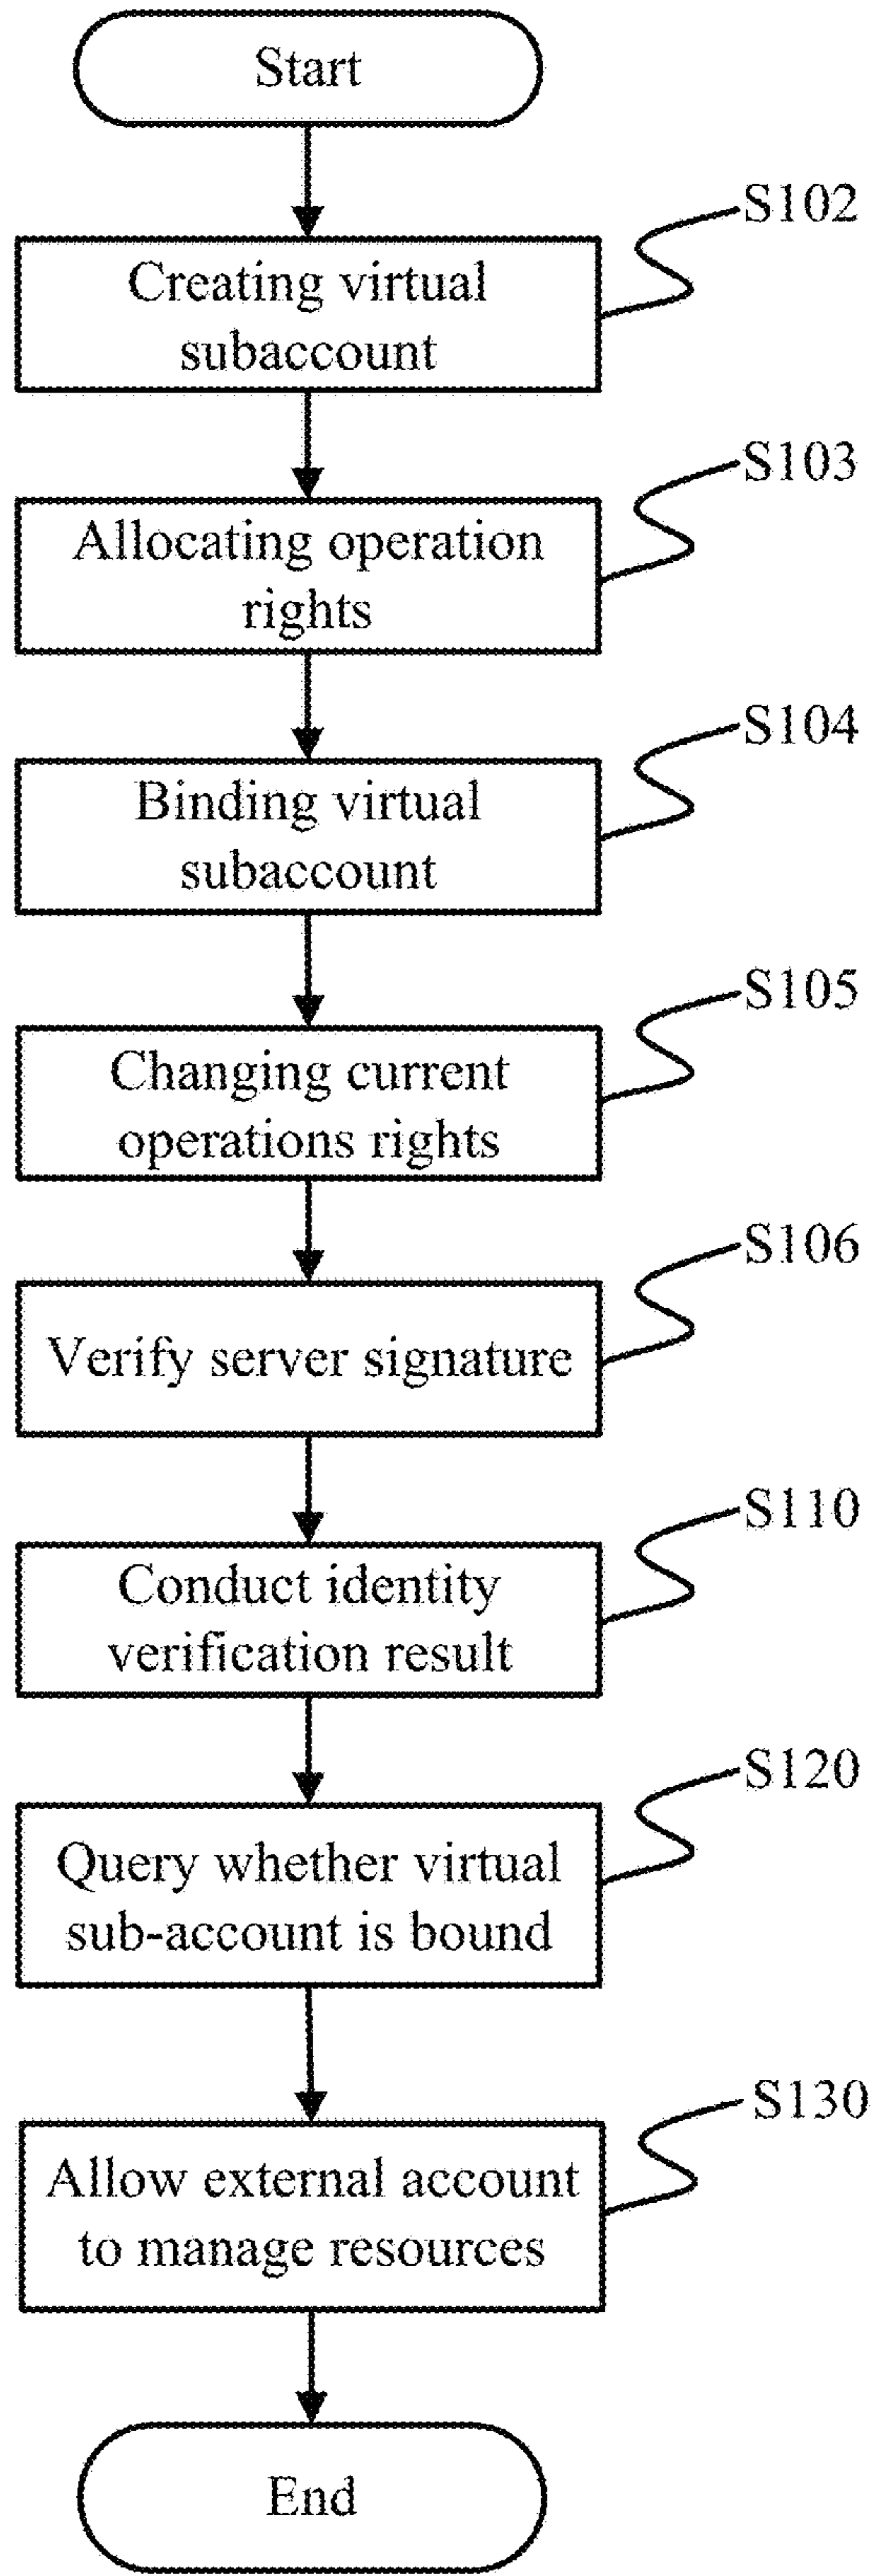 Start
S102
Creating virtual
subaccount
S103
Allocating operation
rights
S104
Binding virtual
subaccount
S105
Changing current
operations rights
S106
Verify server signature
S110
Conduct identity
verification result
S120
Query whether virtual
sub-account is bound
S130
Allow external account
to manage resources
End